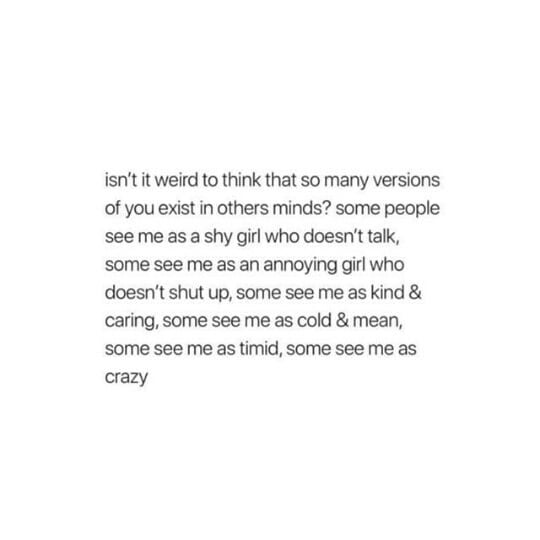 isn't it weird to think that so many versions
of you exist in others minds? some people
see me as a shy girl who doesn't talk,
some see me as an annoying girl who
doesn't shut up, some see me as kind &
caring, some see me as cold & mean,
some see me as timid, some see me as
crazy